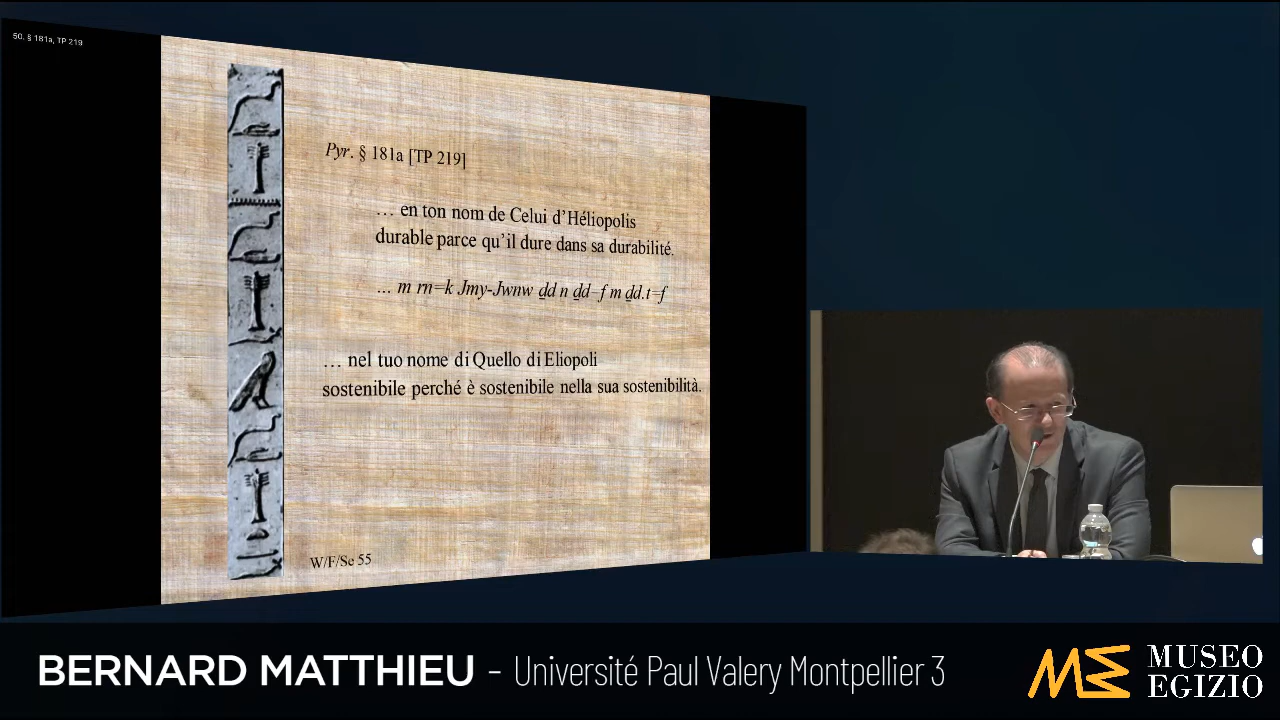 50. § 181a, TP 219
Pyr. § 181a [TP 219]
… en ton nom de Celui d’Héliopolis
durable parce qu’il dure dans sa durabilité.
… m rn=k Jmy-Jwnw ḏd n ḏd=f m ḏd.t=f
… nel tuo nome di Quello di Eliopoli
sostenibile perché è sostenibile nella sua sostenibilità.
W/F/Se 55
BERNARD MATTHIEU - Université Paul Valery Montpellier 3
ME MUSEO
EGIZIO